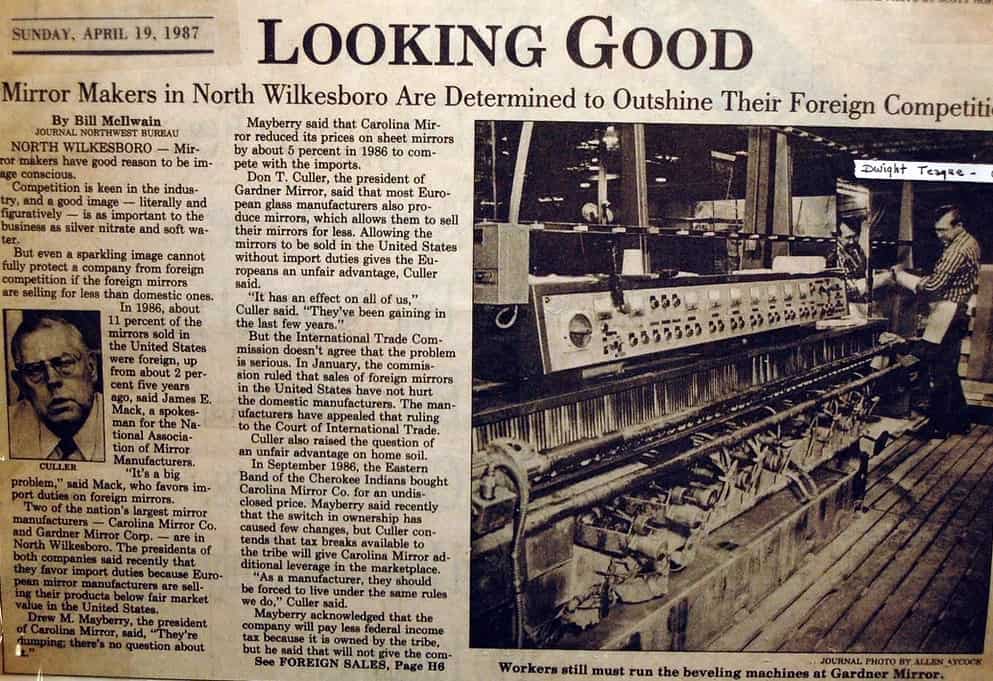 SUNDAY, APRIL 19, 1987
LOOKING GOOD
Mirror Makers in North Wilkesboro Are Determined to Outshine Their Foreign Competiti
By Bill McIlwain
JOURNAL NORTHWEST BUREAU
NORTH WILKESBORO — Mir-
ror makers have good reason to be im-
age conscious.
Competition is keen in the indus-
try, and a good image — literally and
figuratively — is as important to the
business as silver nitrate and soft wa-
ter.
But even a sparkling image cannot
fully protect a company from foreign
competition if the foreign mirrors
are selling for less than domestic ones.
In 1986, about
11 percent of the
mirrors sold in
the United States
were foreign, up
from about 2 per-
cent five years
ago, said James E.
Mack, a spokes-
man for the Na-
tional Associa-
tion of Mirror
Manufacturers.
CULLER
"It's a big
problem," said Mack, who favors im-
port duties on foreign mirrors.
Two of the nation's largest mirror
manufacturers — Carolina Mirror Co.
and Gardner Mirror Corp. — are in
North Wilkesboro. The presidents of
both companies said recently that
they favor import duties because Euro-
pean mirror manufacturers are sell-
ing their products below fair market
value in the United States.
Drew M. Mayberry, the president
of Carolina Mirror, said, "They're
dumping; there's no question about
Mayberry said that Carolina Mir-
ror reduced its prices on sheet mirrors
by about 5 percent in 1986 to com-
pete with the imports.
Don T. Culler, the president of
Gardner Mirror, said that most Euro-
pean glass manufacturers also pro-
duce mirrors, which allows them to sell
their mirrors for less. Allowing the
mirrors to be sold in the United States
without import duties gives the Eu-
ropeans an unfair advantage, Culler
said.
"It has an effect on all of us,"
Culler said. "They've been gaining in
the last few years."
But the International Trade Com-
mission doesn't agree that the problem
is serious. In January, the commis-
sion ruled that sales of foreign mirrors
in the United States have not hurt
the domestic manufacturers. The man-
ufacturers have appealed that ruling
to the Court of International Trade.
Culler also raised the question of
an unfair advantage on home soil.
In September 1986, the Eastern
Band of the Cherokee Indians bought
Carolina Mirror Co. for an undis-
closed price. Mayberry said recently
that the switch in ownership has
caused few changes, but Culler con-
tends that tax breaks available to
the tribe will give Carolina Mirror ad-
ditional leverage in the marketplace.
"As a manufacturer, they should
be forced to live under the same rules
we do," Culler said.
Mayberry acknowledged that the
company will pay less federal income
tax because it is owned by the tribe,
but he said that will not give the com-
See FOREIGN SALES, Page H6
Dwight Teague -
JOURNAL PHOTO BY ALLEN AYCOCK
Workers still must run the beveling machines at Gardner Mirror.